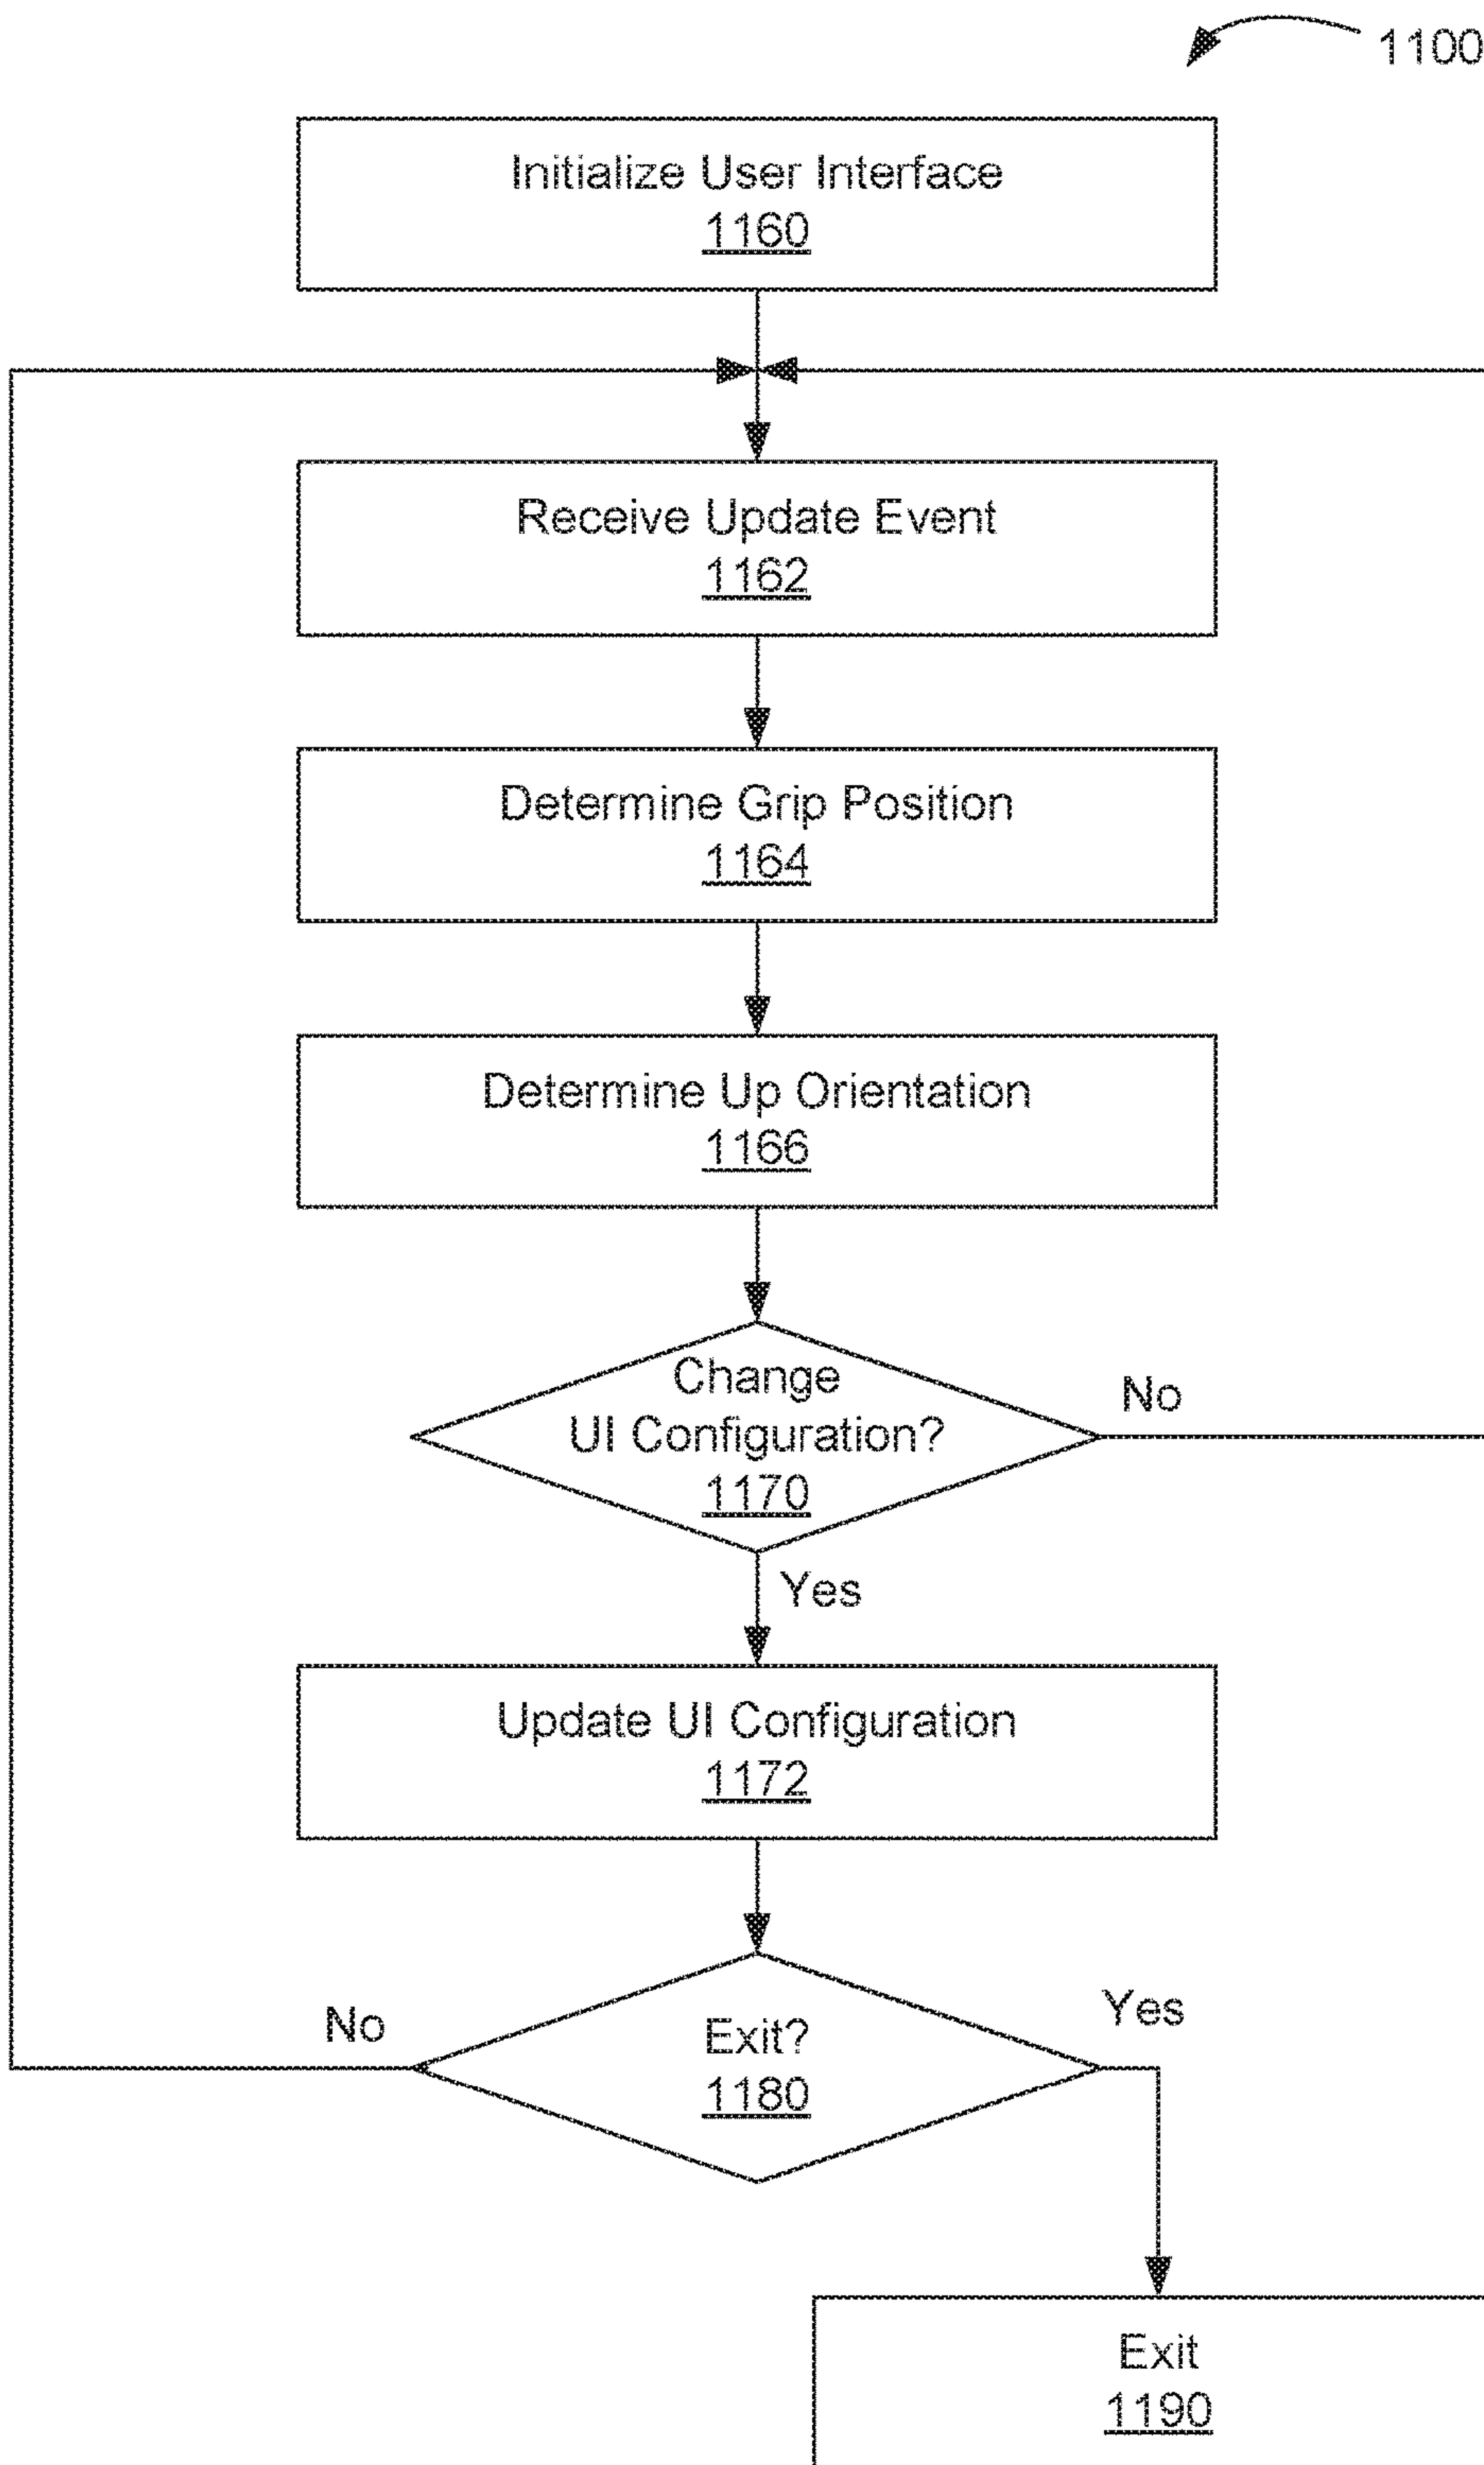 1100
Initialize User Interface
1160
Receive Update Event
1162
Determine Grip Position
1164
Determine Up Orientation
1166
Change
UI Configuration?
1170
No
Yes
Update UI Configuration
1172
No
Exit?
1180
Yes
Exit
1190